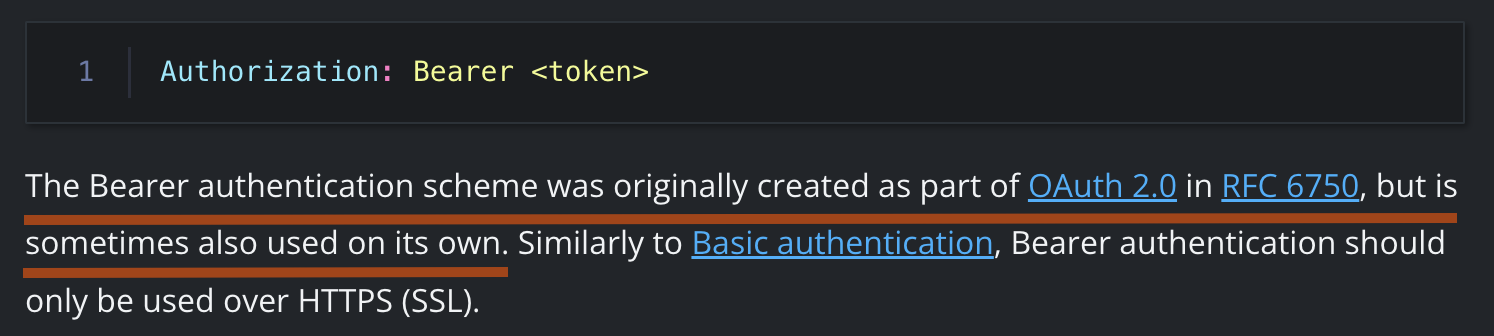 1 Authorization: Bearer <token>
The Bearer authentication scheme was originally created as part of OAuth 2.0 in RFC 6750, but is
sometimes also used on its own. Similarly to Basic authentication, Bearer authentication should
only be used over HTTPS (SSL).